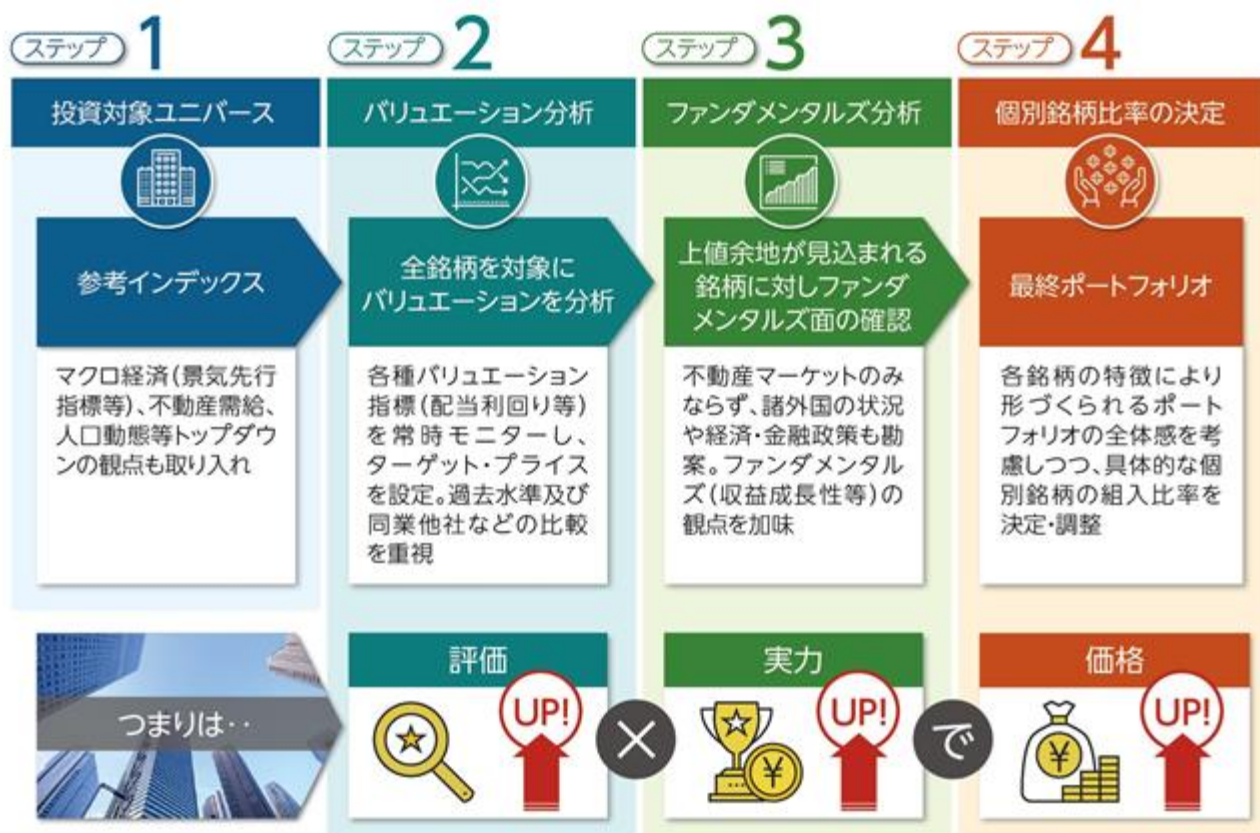 ステップ 1
投資対象ユニバース
参考インデックス
マクロ経済(景気先行
指標等)、不動産需給、
人口動態等トップダウ
ンの観点も取り入れ
ステップ 2
バリュエーション分析
全銘柄を対象に
バリュエーションを分析
各種バリュエーション
指標(配当利回り等)
を常時モニターし、
ターゲット・プライス
を設定。過去水準及び
同業他社などの比較
を重視
ステップ 3
ファンダメンタルズ分析
上値余地が見込まれる
銘柄に対しファンダ
メンタルズ面の確認
不動産マーケットのみ
ならず、諸外国の状況
や経済・金融政策も勘
案。ファンダメンタル
ズ(収益成長性等)の
観点を加味
ステップ 4
個別銘柄比率の決定
最終ポートフォリオ
各銘柄の特徴により
形づくられるポート
フォリオの全体感を考
慮しつつ、具体的な個
別銘柄の組入比率を
決定・調整
つまりは‥
評価
UP!
×
実力
¥
UP!
で
価格
¥
UP!